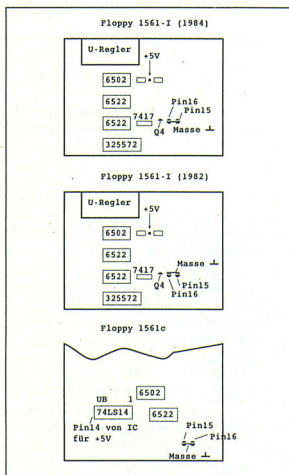 Floppy 1561-I (1984)
U-Regler
+5V
6502
6522
Pin16
7417
Pin15
6522
Q4
Masse ⊥
325572
Floppy 1561-I (1982)
U-Regler
+5V
6502
6522
Masse ⊥
7417
6522
Q4
Pin15
Pin16
325572
Floppy 1561c
6502
UB 1
74LS14
6522
Pin14 von IC
für +5V
Pin15
Pin16
Masse ⊥